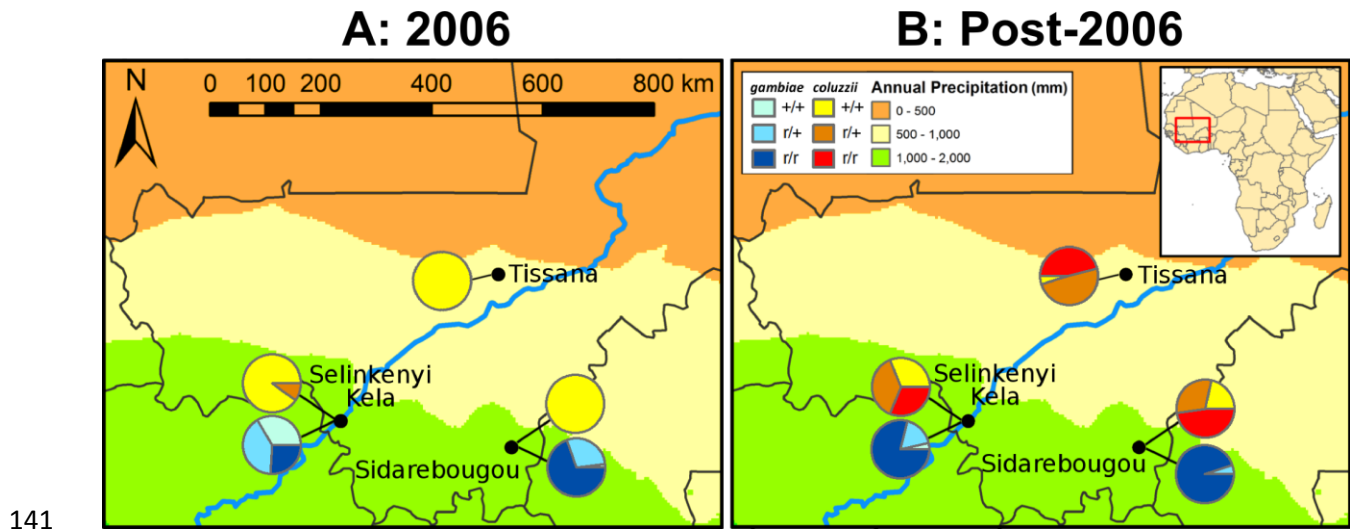 A: 2006
B: Post-2006
N
0 100 200 400 600 800 km
Tissana
Selinkenyi
Kela
Sidarebougou
gambiae coluzzii Annual Precipitation (mm)
+/+ +/+ 0 - 500
r/+ r/+ 500 - 1,000
r/r r/r 1,000 - 2,000
Tissana
Selinkenyi
Kela
Sidarebougou
141